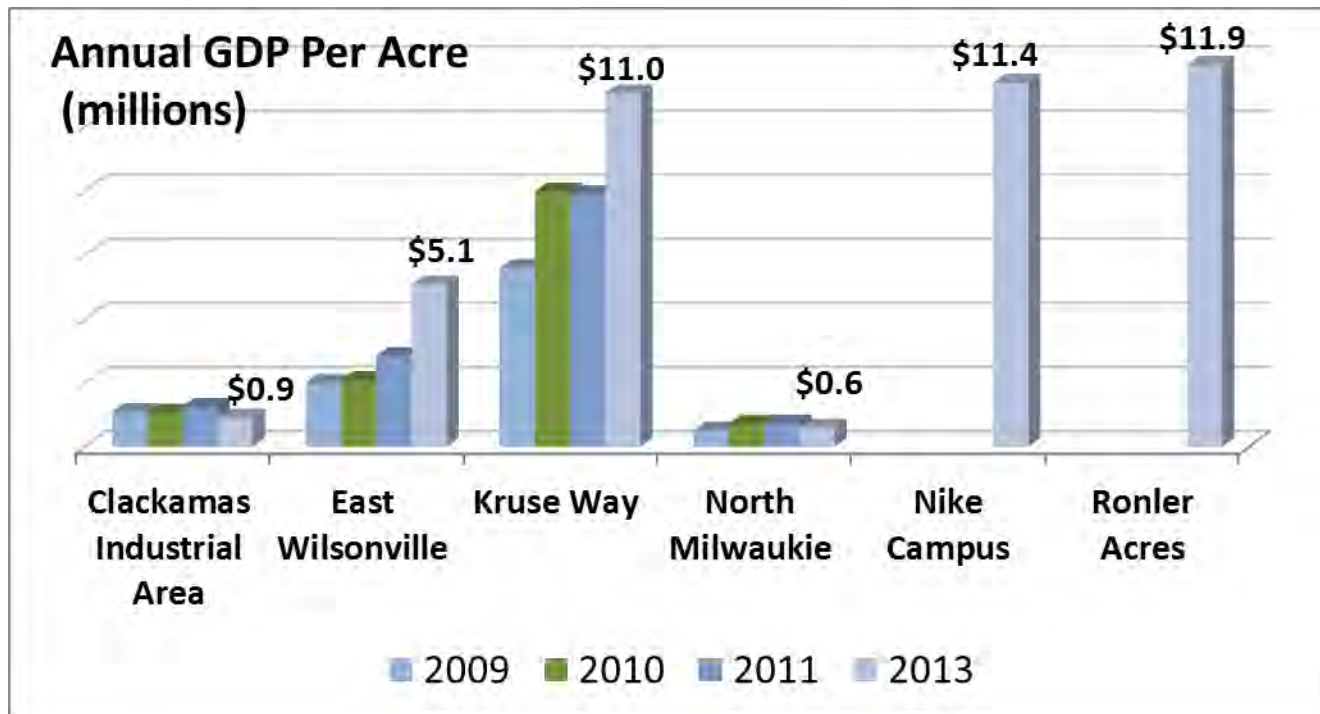 Annual GDP Per Acre
(millions)
$0.9
$5.1
$11.0
$0.6
$11.4
$11.9
Clackamas
Industrial
Area
East
Wilsonville
Kruse Way
North
Milwaukie
Nike
Campus
Ronler
Acres
2009
2010
2011
2013